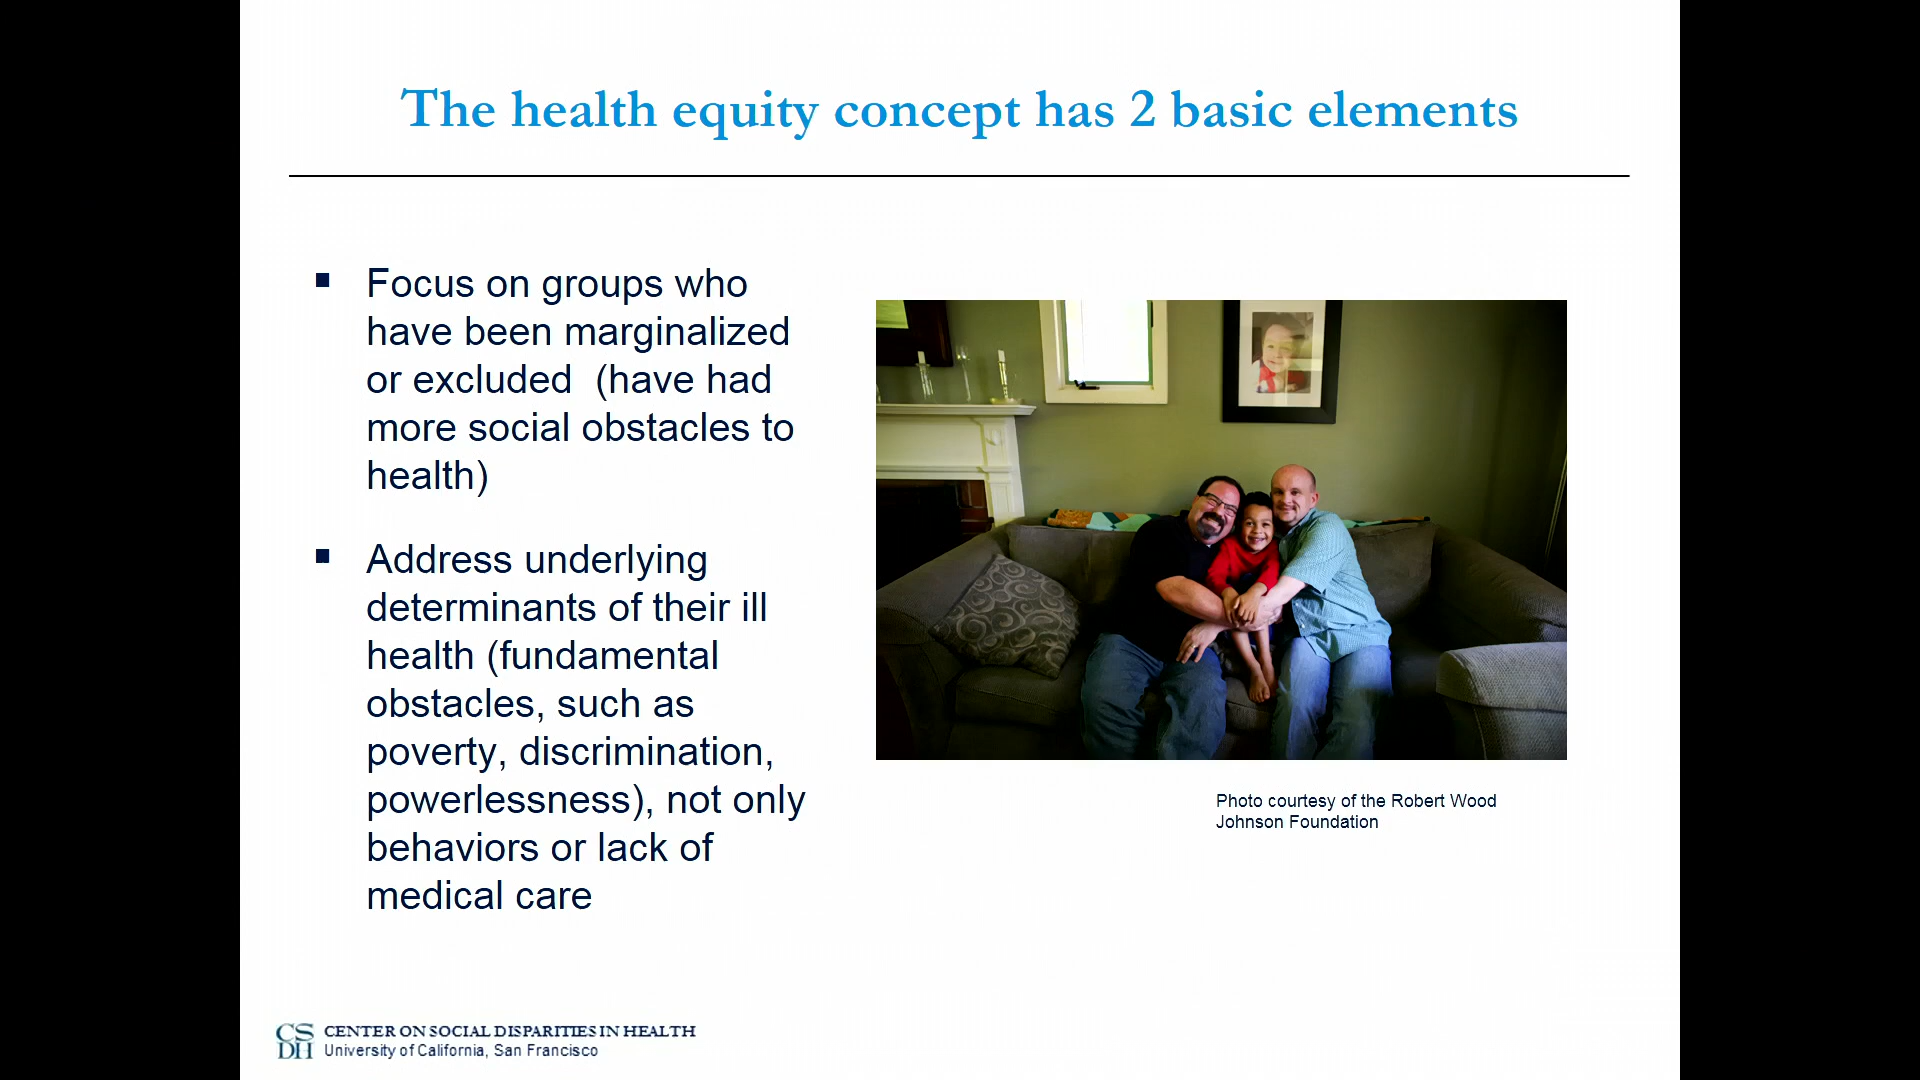 The health equity concept has 2 basic elements
▪ Focus on groups who
have been marginalized
or excluded (have had
more social obstacles to
health)
▪ Address underlying
determinants of their ill
health (fundamental
obstacles, such as
poverty, discrimination,
powerlessness), not only
behaviors or lack of
medical care
Photo courtesy of the Robert Wood
Johnson Foundation
CS
DH
CENTER ON SOCIAL DISPARITIES IN HEALTH
University of California, San Francisco